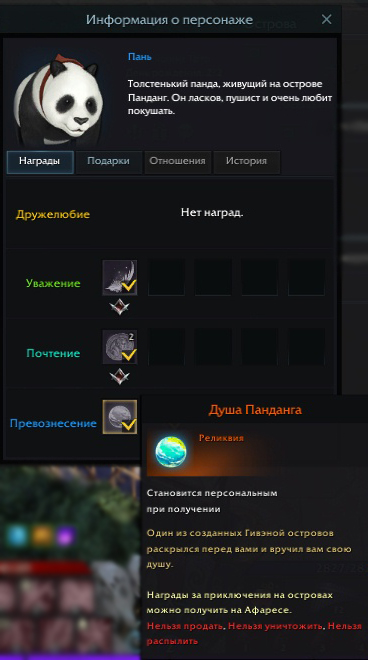 Информация о персонаже
Пань
Толстенький панда, живущий на острове
Панданг. Он ласков, пушист и очень любит
покушать.
Награды
Подарки
Отношения
История
Дружелюбие
Нет наград.
Уважение
Почтение
2
Превознесение
Душа Панданга
Реликвия
Становится персональным
при получении
Один из созданных Гивэной островов
раскрылся перед вами и вручил вам свою
душу.
Награды за приключения на островах
можно получить на Афаресе.
Нельзя продать, Нельзя уничтожить, Нельзя
распылить